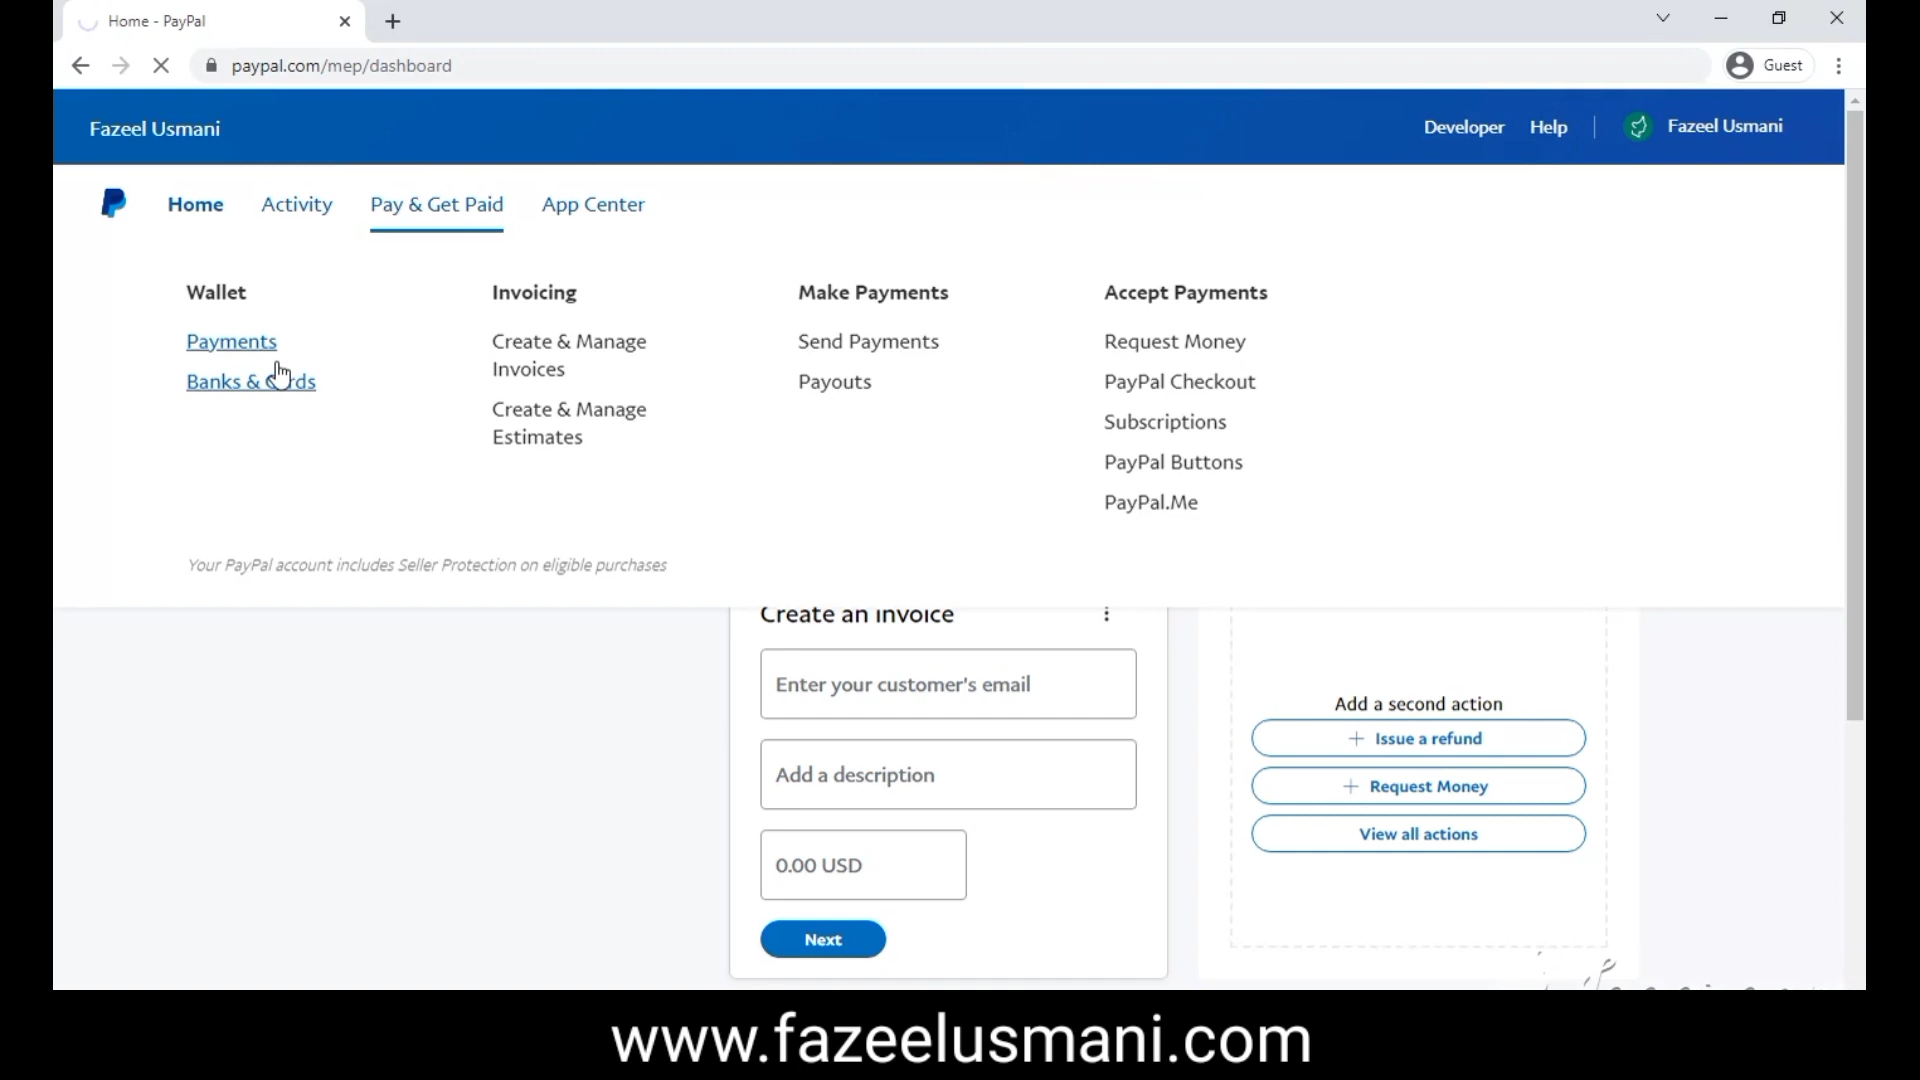 Home - PayPal
paypal.com/mep/dashboard
Guest
Fazeel Usmani
Developer Help Fazeel Usmani
Home Activity Pay & Get Paid App Center
Wallet
Payments
Banks & Cards
Invoicing
Create & Manage
Invoices
Create & Manage
Estimates
Make Payments
Send Payments
Payouts
Accept Payments
Request Money
PayPal Checkout
Subscriptions
PayPal Buttons
PayPal.Me
Your PayPal account includes Seller Protection on eligible purchases
Create an invoice
Enter your customer's email
Add a description
0.00 USD
Next
Add a second action
Issue a refund
Request Money
View all actions
www.fazeelusmani.com